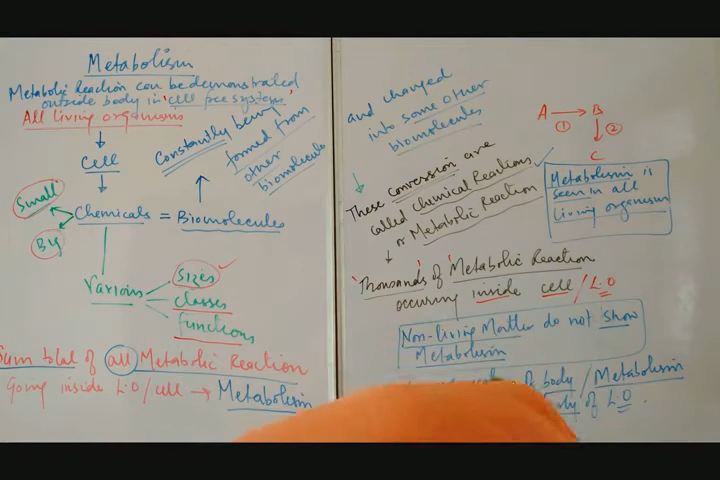 Metabolism
Metabolic Reaction can be demonstrated
outside body in 'cell free systems'
All living organisms
Cell
Constantly being
formed from
other
biomolecules
Small
Big
Chemicals = Biomolecules
Various
Sizes
classes
functions
Sum total of all Metabolic Reaction
Going inside L.O/cell → Metabolism
and changed
into some other
biomolecules
A → B
①
②
C
These conversion are
called Chemical Reactions
or Metabolic Reaction
Metabolism is
seen in all
living organism
'Thousands' of 'Metabolic Reaction
occuring inside cell / L.O
Non-living Matter do not show
Metabolism
body / Metabolism
of L.O.